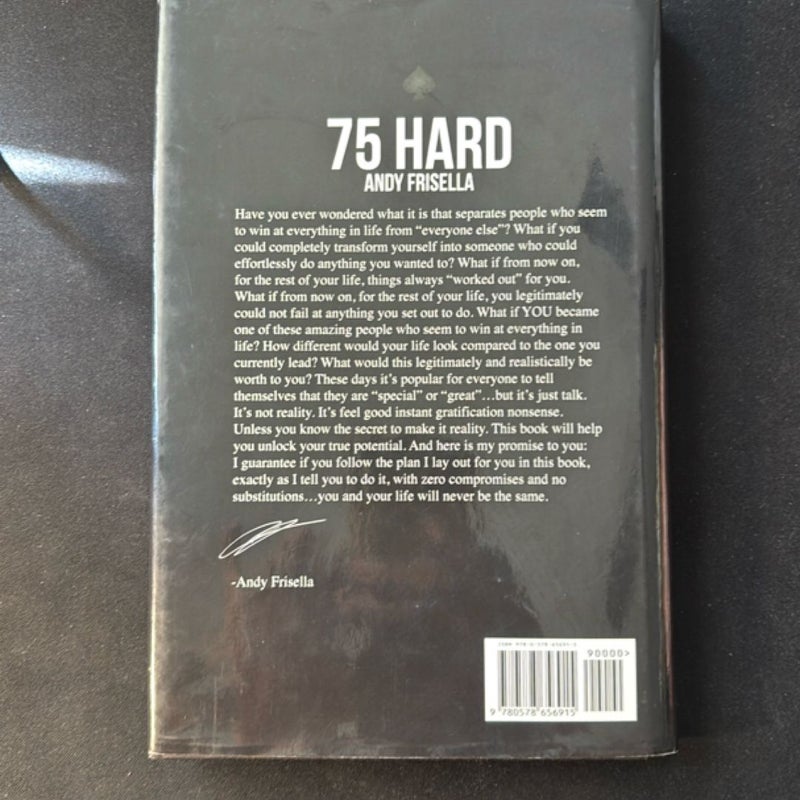 75 HARD
ANDY FRISELLA
Have you ever wondered what it is that separates people who seem
to win at everything in life from “everyone else”? What if you
could completely transform yourself into someone who could
effortlessly do anything you wanted to? What if from now on,
for the rest of your life, things always “worked out” for you.
What if from now on, for the rest of your life, you legitimately
could not fail at anything you set out to do. What if YOU became
one of these amazing people who seem to win at everything in
life? How different would your life look compared to the one you
currently lead? What would this legitimately and realistically be
worth to you? These days it’s popular for everyone to tell
themselves that they are “special” or “great”...but it’s just talk.
It’s not reality. It’s feel good instant gratification nonsense.
Unless you know the secret to make it reality. This book will help
you unlock your true potential. And here is my promise to you:
I guarantee if you follow the plan I lay out for you in this book,
exactly as I tell you to do it, with zero compromises and no
substitutions...you and your life will never be the same.
-Andy Frisella
ISBN 978-0-578-65691-5
90000>
9 780578 656915